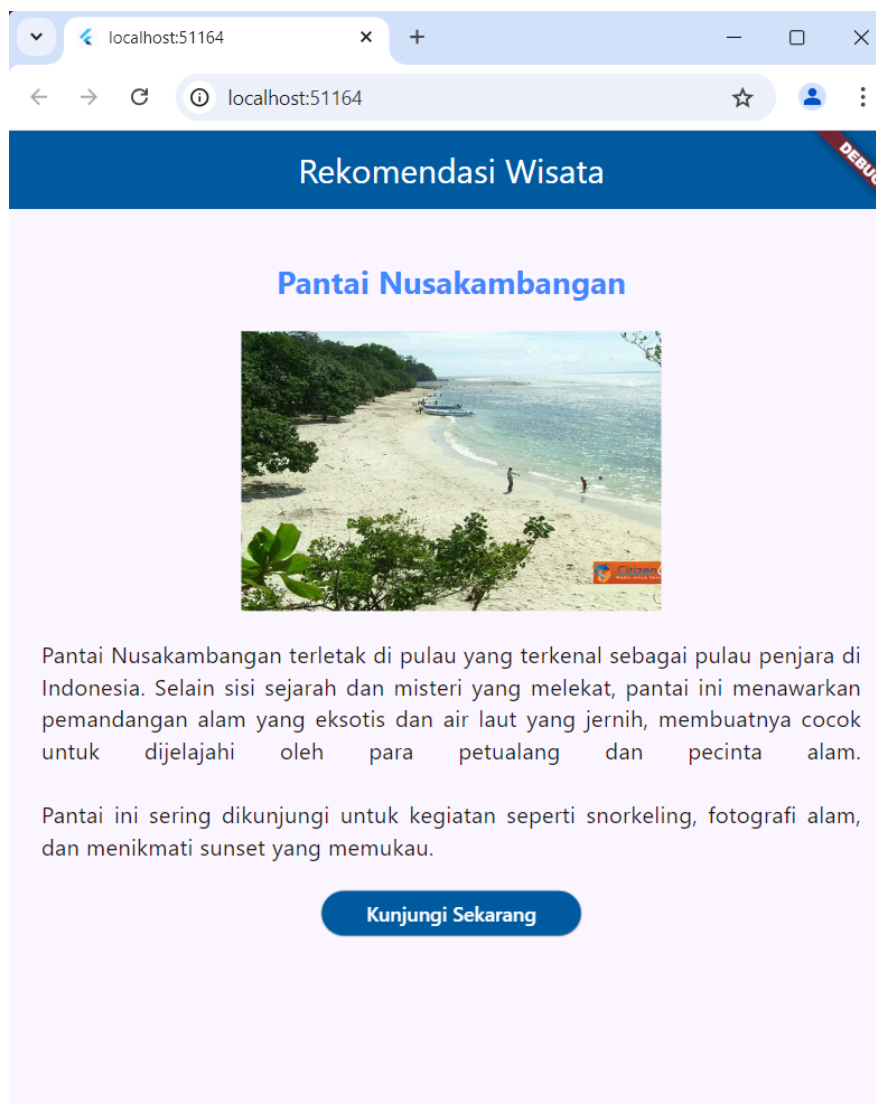 localhost:51164
localhost:51164
Rekomendasi Wisata
Pantai Nusakambangan
Pantai Nusakambangan terletak di pulau yang terkenal sebagai pulau penjara di
Indonesia. Selain sisi sejarah dan misteri yang melekat, pantai ini menawarkan
pemandangan alam yang eksotis dan air laut yang jernih, membuatnya cocok
untuk dijelajahi oleh para petualang dan pecinta alam.
Pantai ini sering dikunjungi untuk kegiatan seperti snorkeling, fotografi alam,
dan menikmati sunset yang memukau.
Kunjungi Sekarang